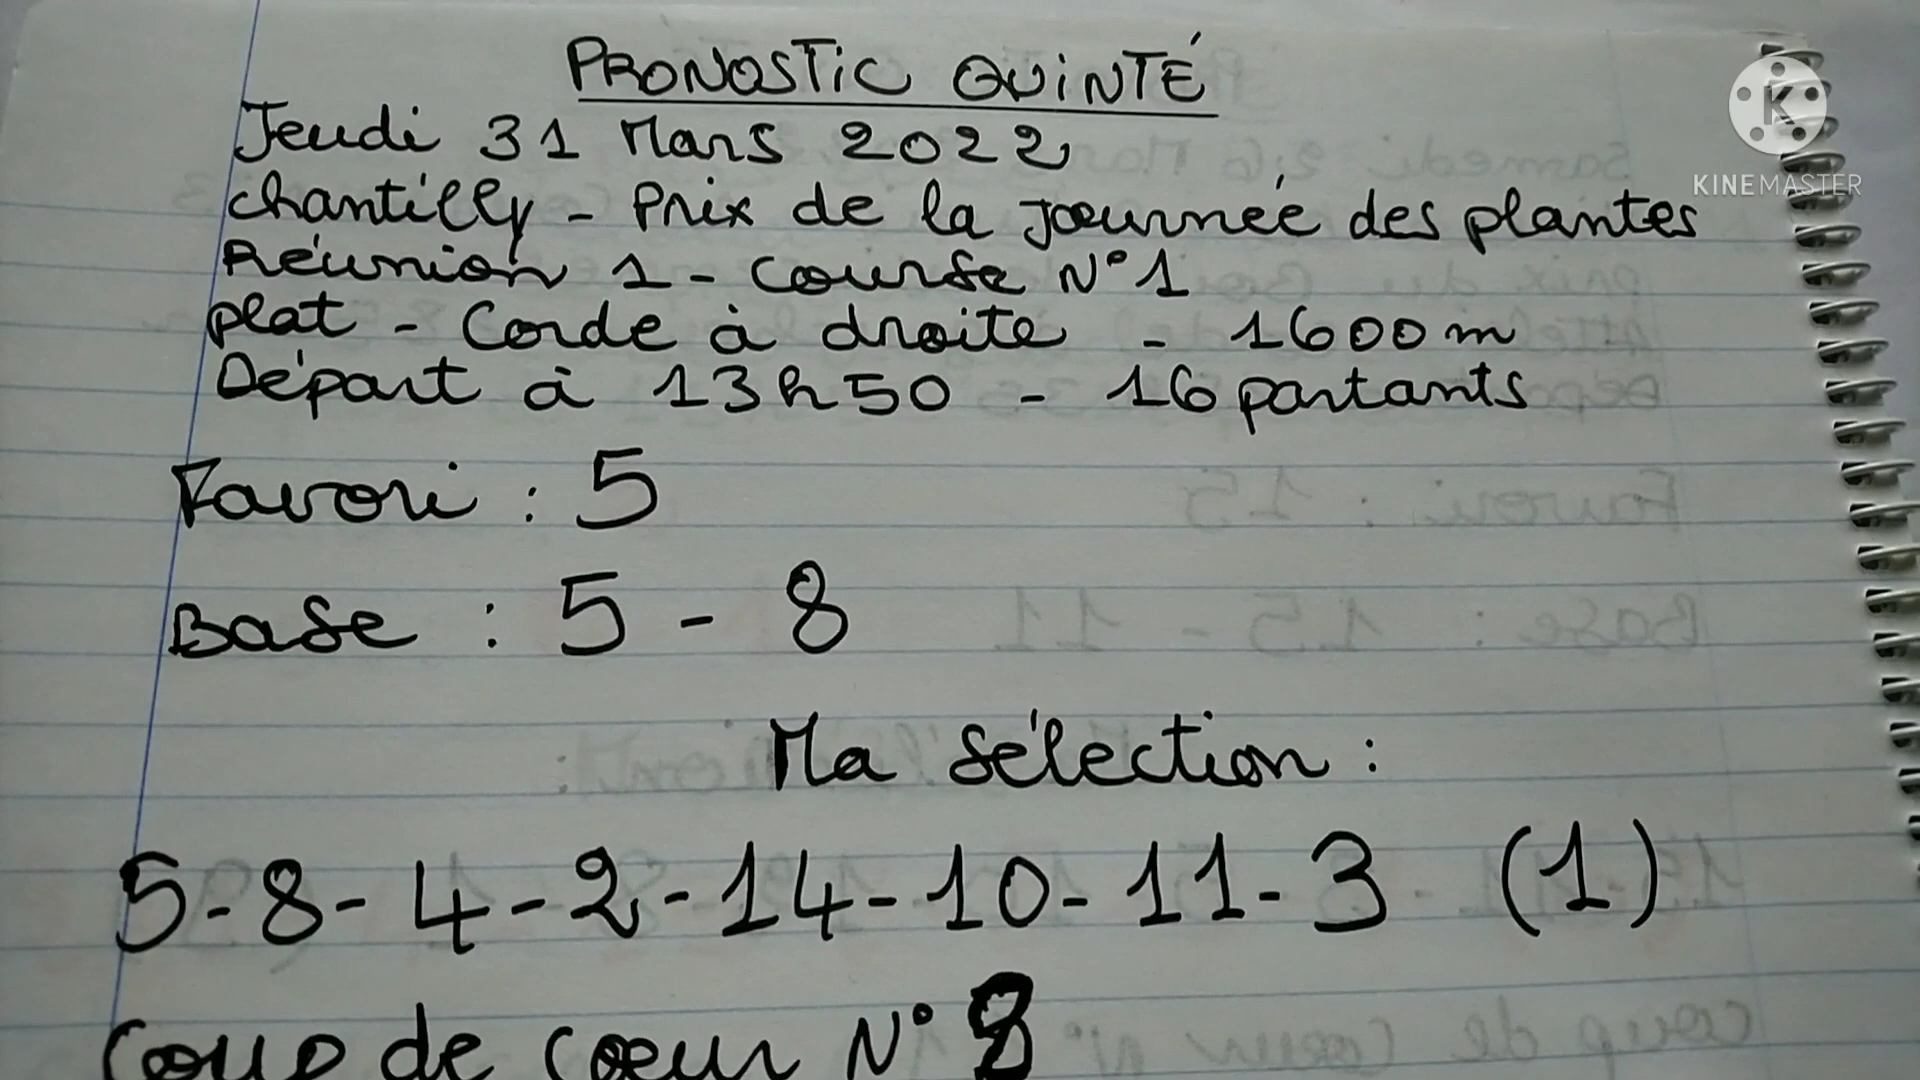 PRONOSTIC QUINTÉ
Jeudi 31 Mars 2022
Chantilly - Prix de la Journée des plantes
Réunion 1 - Course N°1
plat - Corde à droite - 1600 m
Départ à 13h50 - 16 partants
Favori : 5
Base : 5 - 8
Ma sélection :
5 - 8 - 4 - 2 - 14 - 10 - 11 - 3 (1)
Coup de coeur N° 8
K
KINEMASTER